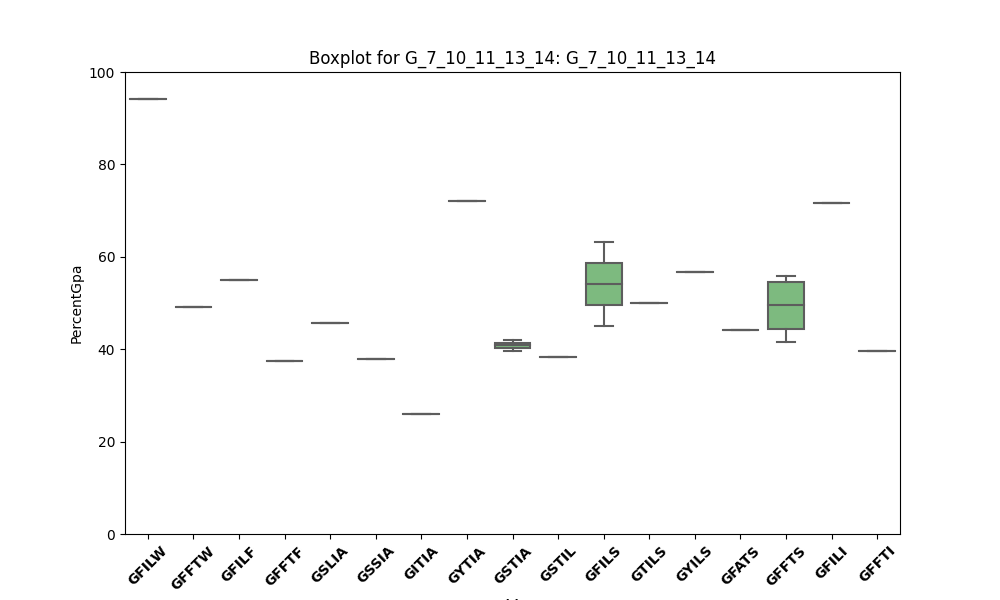 Boxplot for G_7_10_11_13_14: G_7_10_11_13_14
100
80
60
40
20
0
PercentGpa
GFILW
GFFTW
GFILF
GFFTF
GSLIA
GSSIA
GITIA
GYTIA
GSTIA
GSTIL
GFILS
GTILS
GYILS
GFATS
GFFTS
GFILI
GFFTI